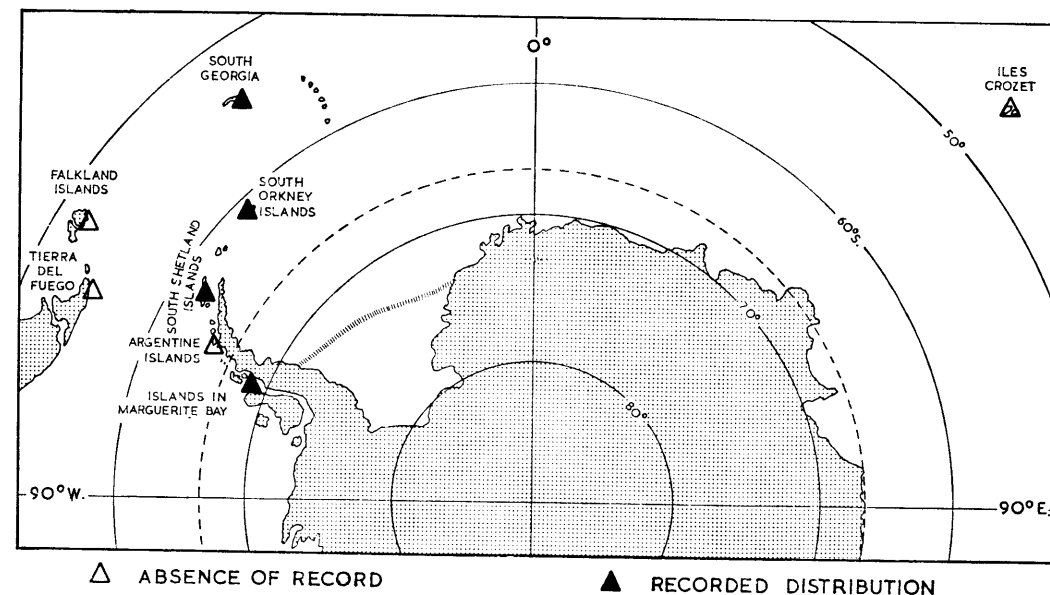 0°
SOUTH
GEORGIA
ILES
CROZET
50°
FALKLAND
ISLANDS
SOUTH
ORKNEY
ISLANDS
60°S.
TIERRA
DEL
FUEGO
SOUTH SHETLAND
ISLANDS
70°
ARGENTINE
ISLANDS
ISLANDS IN
MARGUERITE BAY
80°
90°W.
90°E.
ABSENCE OF RECORD
RECORDED DISTRIBUTION